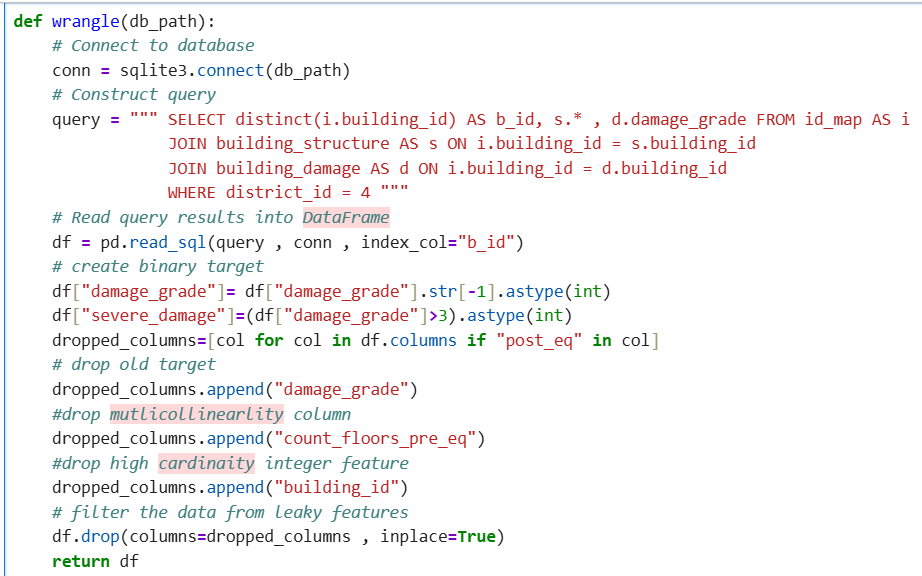 def wrangle(db_path):
    # Connect to database
    conn = sqlite3.connect(db_path)
    # Construct query
    query = """ SELECT distinct(i.building_id) AS b_id, s.* , d.damage_grade FROM id_map AS i
                JOIN building_structure AS s ON i.building_id = s.building_id
                JOIN building_damage AS d ON i.building_id = d.building_id
                WHERE district_id = 4 """
    # Read query results into DataFrame
    df = pd.read_sql(query , conn , index_col="b_id")
    # create binary target
    df["damage_grade"]= df["damage_grade"].str[-1].astype(int)
    df["severe_damage"]=(df["damage_grade"]>3).astype(int)
    dropped_columns=[col for col in df.columns if "post_eq" in col]
    # drop old target
    dropped_columns.append("damage_grade")
    #drop mutlicollinearlity column
    dropped_columns.append("count_floors_pre_eq")
    #drop high cardinaity integer feature
    dropped_columns.append("building_id")
    # filter the data from leaky features
    df.drop(columns=dropped_columns , inplace=True)
    return df